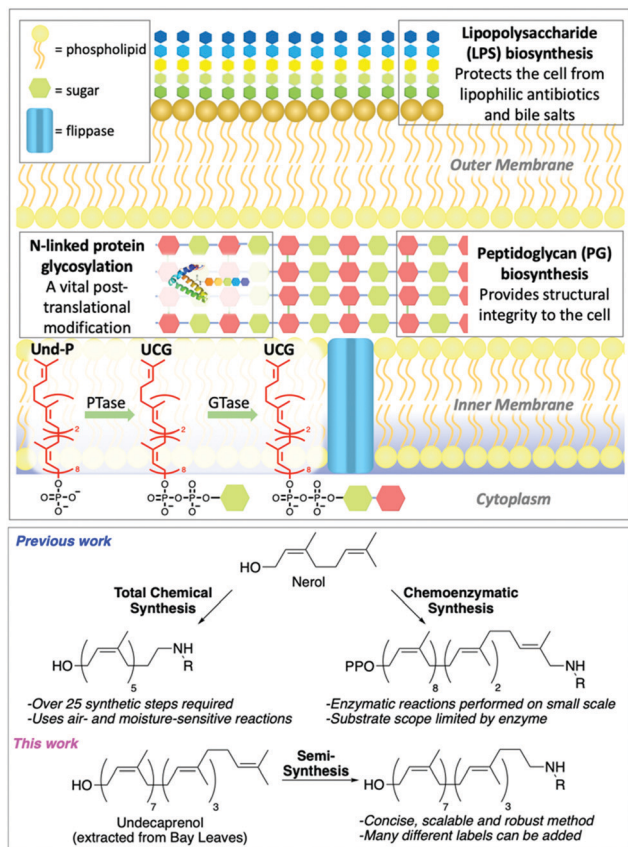 = phospholipid
= sugar
= flippase
Lipopolysaccharide
(LPS) biosynthesis
Protects the cell from
lipophilic antibiotics
and bile salts
Outer Membrane
N-linked protein
glycosylation
A vital post-
translational
modification
Peptidoglycan (PG)
biosynthesis
Provides structural
integrity to the cell
Und-P
UCG
UCG
PTase
GTase
2
2
2
8
8
8
Inner Membrane
O=P-O⁻
O⁻
O=P-O-P-O
O⁻ O⁻
O=P-O-P-O
O⁻ O⁻
Cytoplasm
Previous work
HO
Nerol
Total Chemical
Synthesis
Chemoenzymatic
Synthesis
HO
5
NH
R
PPO
8
2
NH
R
-Over 25 synthetic steps required
-Uses air- and moisture-sensitive reactions
-Enzymatic reactions performed on small scale
-Substrate scope limited by enzyme
This work
HO
7
3
Semi-
Synthesis
HO
7
3
NH
R
Undecaprenol
(extracted from Bay Leaves)
-Concise, scalable and robust method
-Many different labels can be added